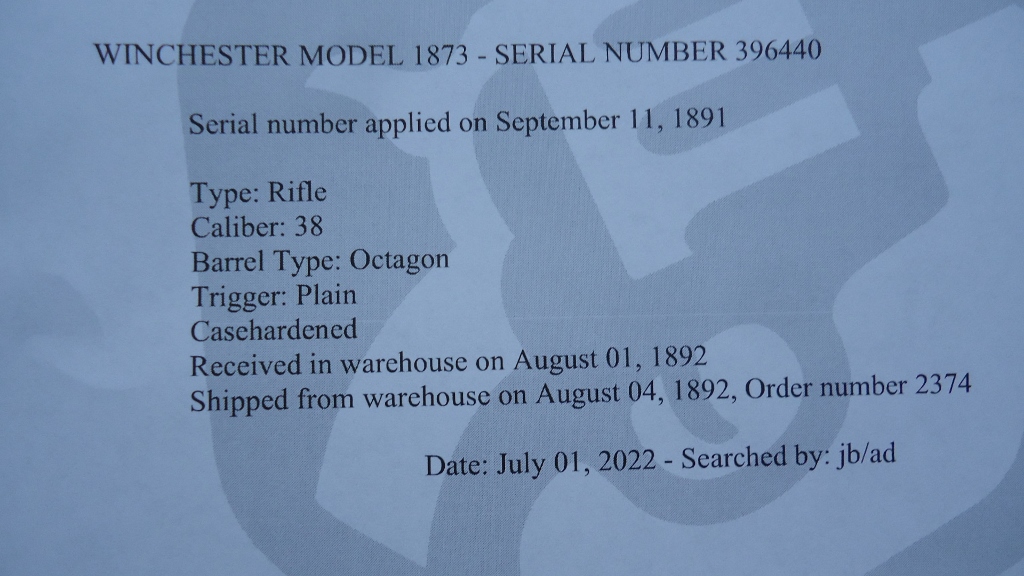 WINCHESTER MODEL 1873 - SERIAL NUMBER 396440
Serial number applied on September 11, 1891
Type: Rifle
Caliber: 38
Barrel Type: Octagon
Trigger: Plain
Casehardened
Received in warehouse on August 01, 1892
Shipped from warehouse on August 04, 1892, Order number 2374
Date: July 01, 2022 - Searched by: jb/ad